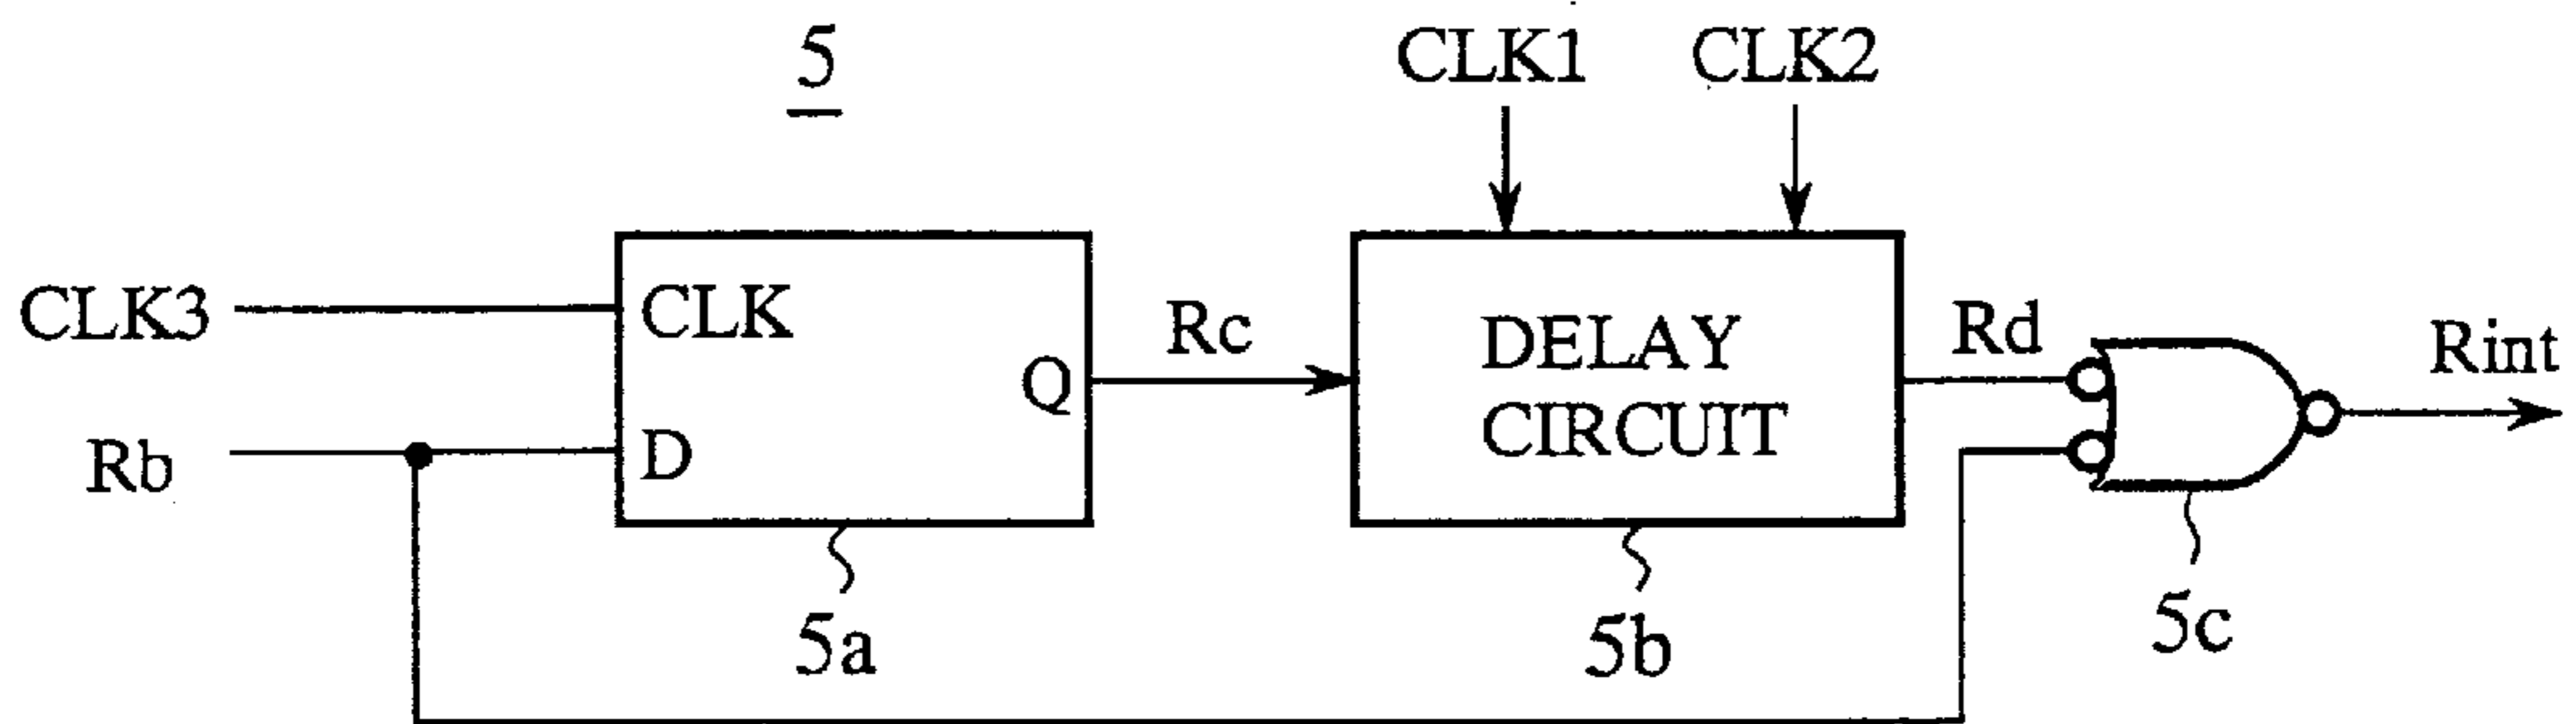 5
CLK1
CLK2
CLK3
CLK
Q
D
Rb
Rc
DELAY
CIRCUIT
Rd
Rint
5a
5b
5c